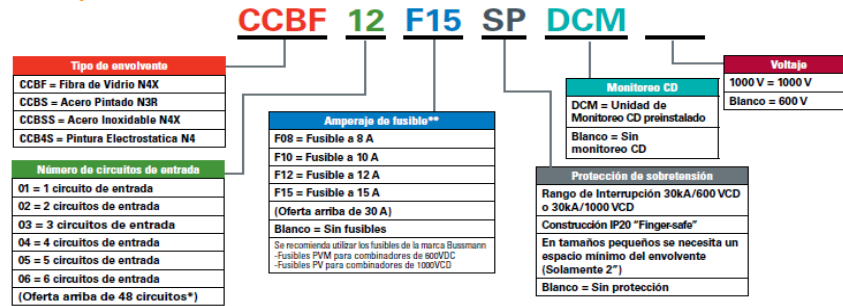 CCBF 12 F15 SP DCM
Tipo de envolvente
CCBF = Fibra de Vidrio N4X
CCBS = Acero Pintado N3R
CCBSS = Acero Inoxidable N4X
CCB4S = Pintura Electrostatica N4
Número de circuitos de entrada
01 = 1 circuito de entrada
02 = 2 circuitos de entrada
03 = 3 circuitos de entrada
04 = 4 circuitos de entrada
05 = 5 circuitos de entrada
06 = 6 circuitos de entrada
(Oferta arriba de 48 circuitos*)
Amperaje de fusible**
F08 = Fusible a 8 A
F10 = Fusible a 10 A
F12 = Fusible a 12 A
F15 = Fusible a 15 A
(Oferta arriba de 30 A)
Blanco = Sin fusibles
Se recomienda utilizar los fusibles de la marca Bussmann
-Fusibles PVM para combinadores de 600VDC
-Fusibles PV para combinadores de 1000VCD
Monitoreo CD
DCM = Unidad de
Monitoreo CD preinstalado
Blanco = Sin
monitoreo CD
Voltaje
1000 V = 1000 V
Blanco = 600 V
Protección de sobretensión
Rango de Interrupción 30kA/600 VCD
o 30kA/1000 VCD
Construcción IP20 "Finger-safe"
En tamaños pequeños se necesita un
espacio mínimo del envolvente
(Solamente 2")
Blanco = Sin protección